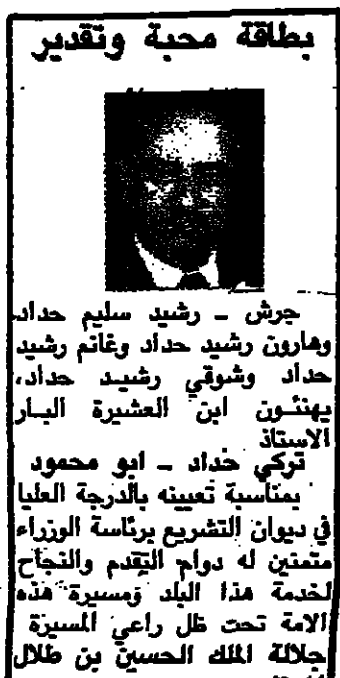 بطاقة محبة وتقدير
جرش - رشيد سليم حداد
وهارون رشيد حداد وغانم رشيد
حداد وشوقي رشيد حداد،
يهنئون ابن العشيرة البار
الاستاذ
تركي حداد - ابو محمود
بمناسبة تعيينه بالدرجة العليا
في ديوان التشريع برئاسة الوزراء
متمنين له دوام التقدم والنجاح
لخدمة هذا البلد ومسيرة هذه
الامة تحت ظل راعي المسيرة
جلالة الملك الحسين بن طلال